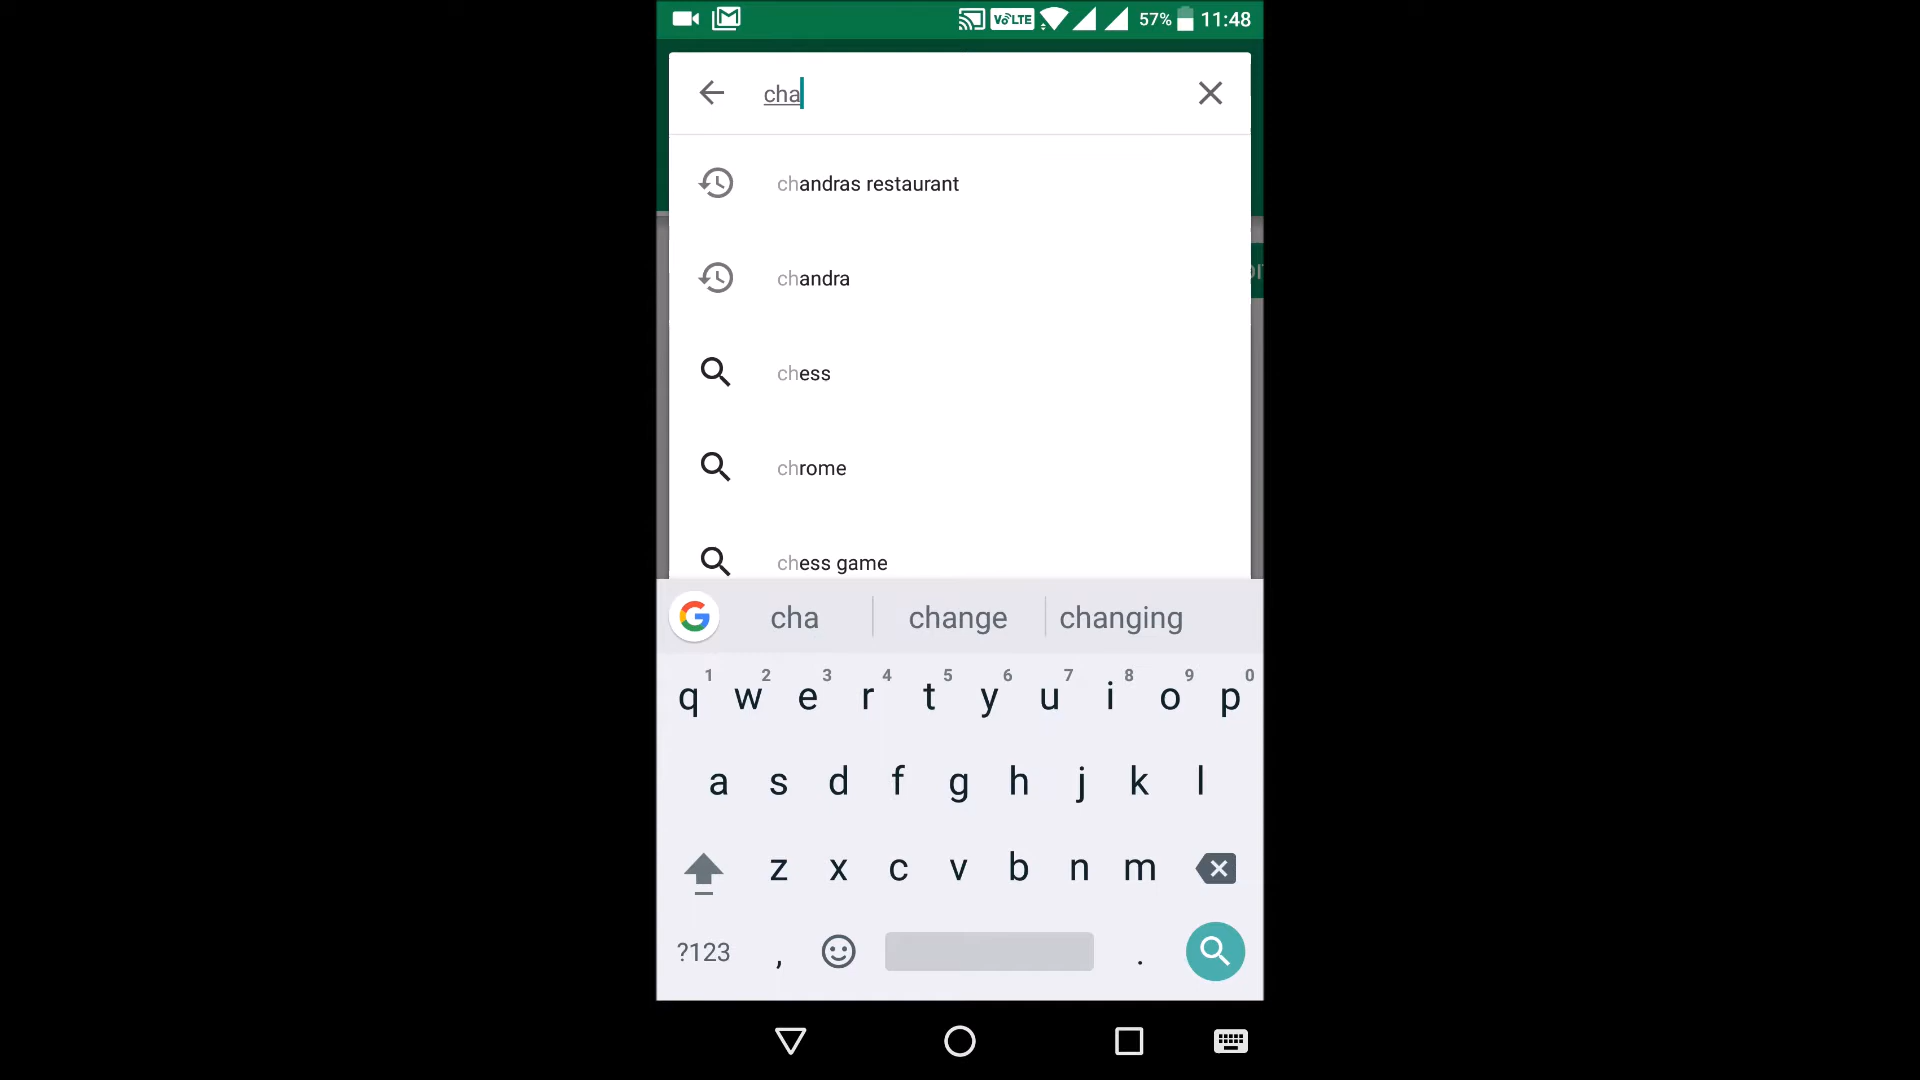 VoLTE 57% 11:48
cha
chandras restaurant
chandra
chess
chrome
chess game
cha change changing
1 2 3 4 5 6 7 8 9 0
q w e r t y u i o p
a s d f g h j k l
z x c v b n m
?123 , .